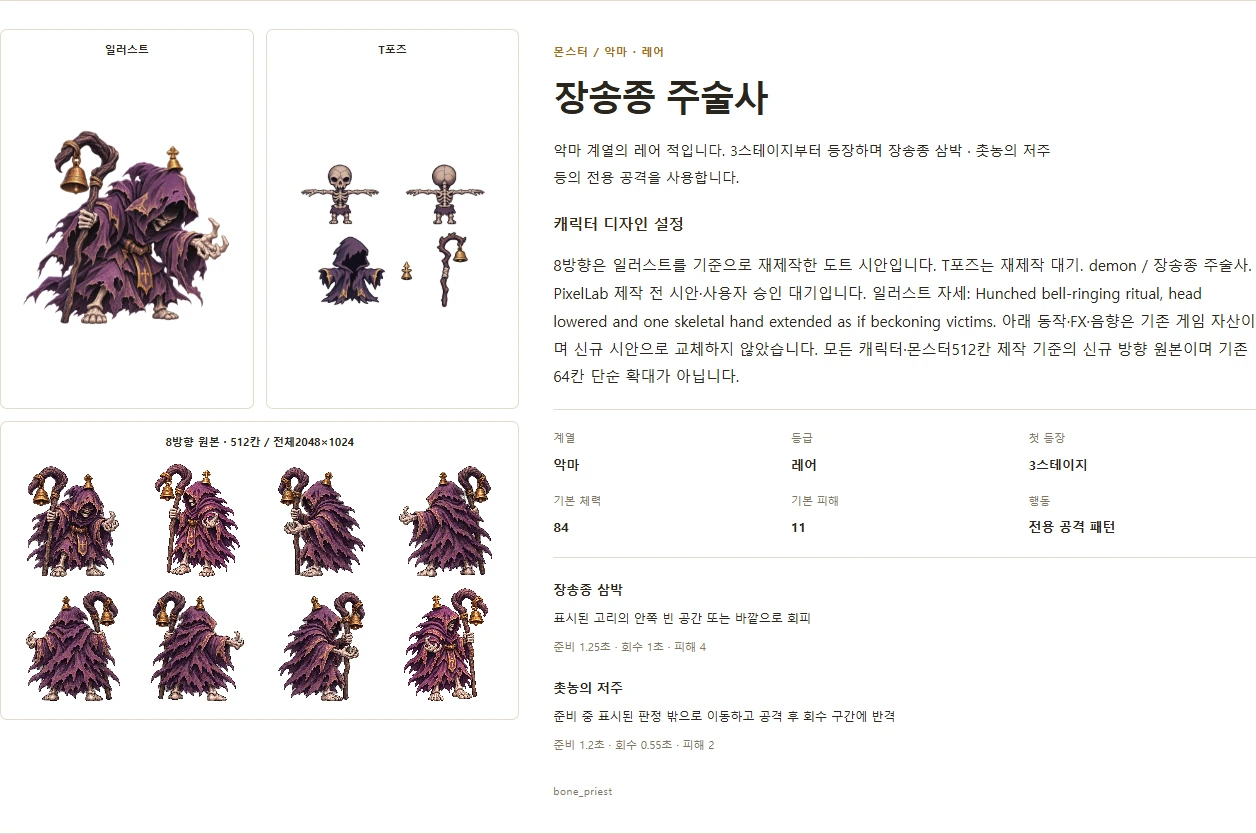 일러스트
T포즈
8방향 원본 · 512칸 / 전체2048×1024
몬스터 / 악마 · 레어
장송종 주술사
악마 계열의 레어 적입니다. 3스테이지부터 등장하며 장송종 삼박 · 촛농의 저주
등의 전용 공격을 사용합니다.
캐릭터 디자인 설정
8방향은 일러스트를 기준으로 재제작한 도트 시안입니다. T포즈는 재제작 대기. demon / 장송종 주술사.
PixelLab 제작 전 시안·사용자 승인 대기입니다. 일러스트 자세: Hunched bell-ringing ritual, head
lowered and one skeletal hand extended as if beckoning victims. 아래 동작·FX·음향은 기존 게임 자산이
며 신규 시안으로 교체하지 않았습니다. 모든 캐릭터·몬스터512칸 제작 기준의 신규 방향 원본이며 기존
64칸 단순 확대가 아닙니다.
계열
등급
첫 등장
악마
레어
3스테이지
기본 체력
기본 피해
행동
84
11
전용 공격 패턴
장송종 삼박
표시된 고리의 안쪽 빈 공간 또는 바깥으로 회피
준비 1.25초 · 회수 1초 · 피해 4
촛농의 저주
준비 중 표시된 판정 밖으로 이동하고 공격 후 회수 구간에 반격
준비 1.2초 · 회수 0.55초 · 피해 2
bone_priest